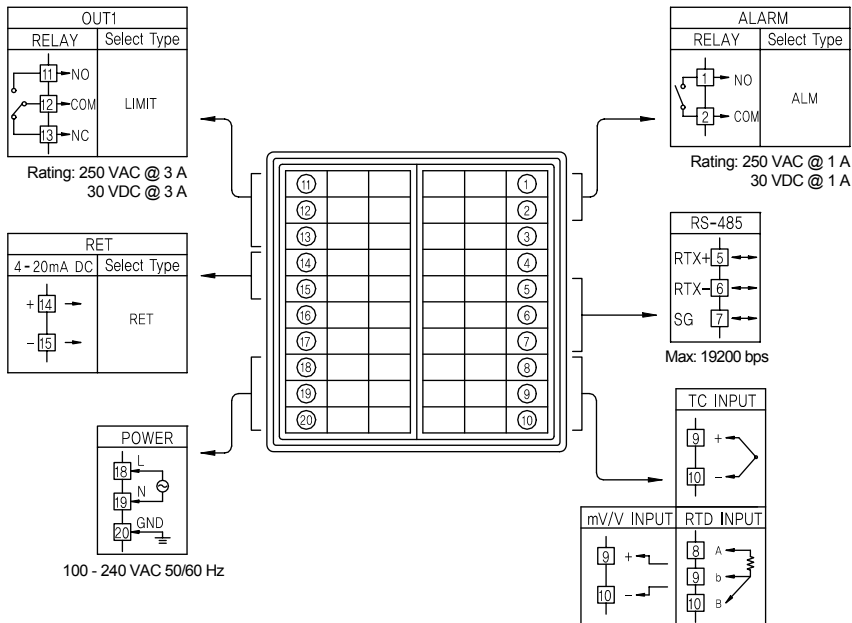 OUT1
RELAY Select Type
11 NO
12 COM
13 NC
LIMIT
Rating: 250 VAC @ 3 A
30 VDC @ 3 A
RET
4-20mA DC Select Type
+ 14
- 15
RET
POWER
18 L
19 N
20 GND
100 - 240 VAC 50/60 Hz
11 1
12 2
13 3
14 4
15 5
16 6
17 7
18 8
19 9
20 10
ALARM
RELAY Select Type
1 NO
2 COM
ALM
Rating: 250 VAC @ 1 A
30 VDC @ 1 A
RS-485
RTX+ 5
RTX- 6
SG 7
Max: 19200 bps
TC INPUT
9 +
10 -
mV/V INPUT
9 +
10 -
RTD INPUT
8 A
9 b
10 B